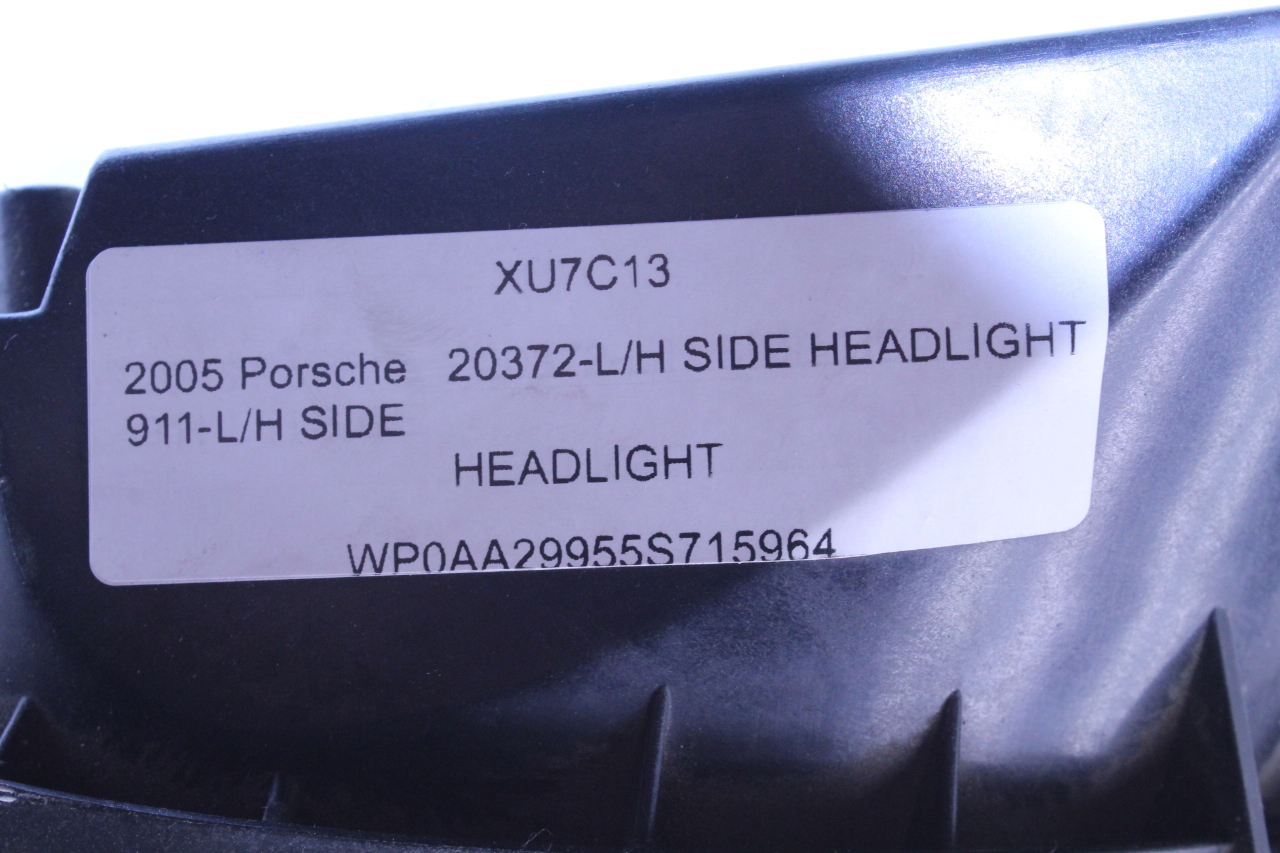 XU7C13
2005 Porsche 20372-L/H SIDE HEADLIGHT
911-L/H SIDE
HEADLIGHT
WP0AA29955S715964